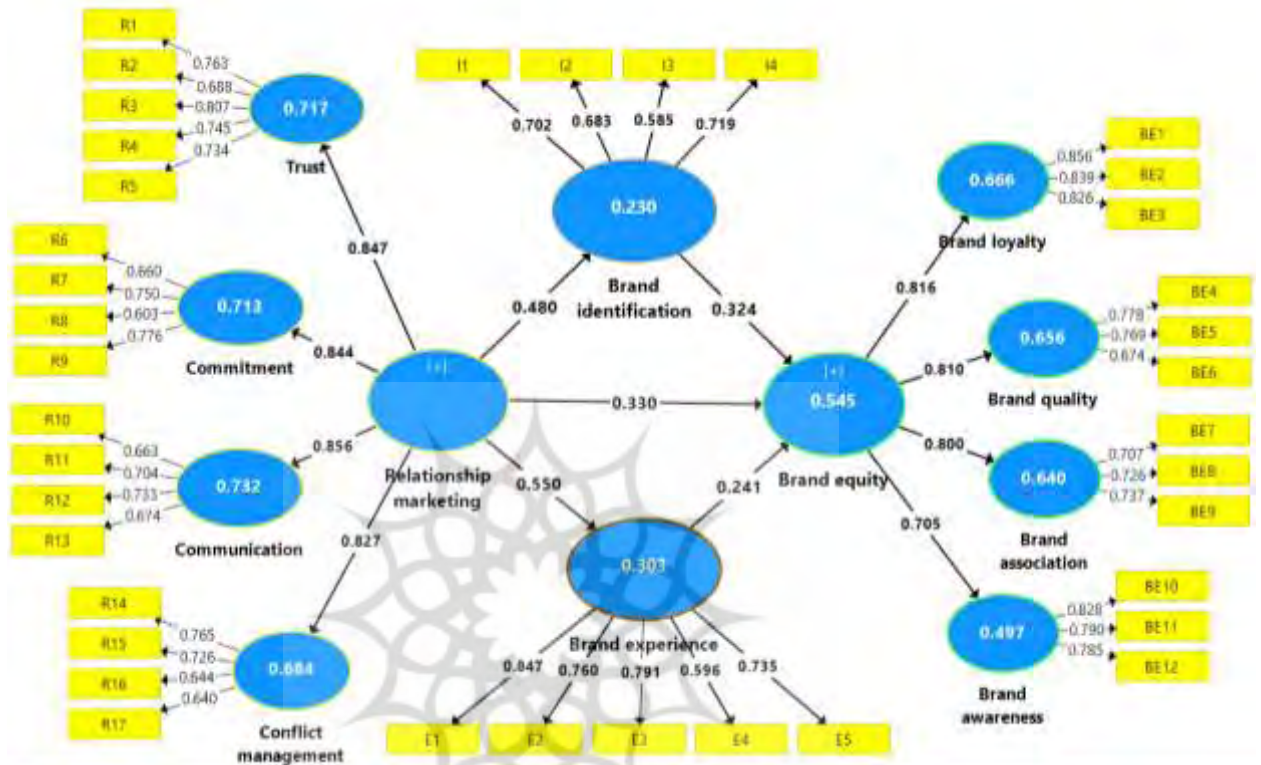 R1
R2
R3
R4
R5
0.763
0.688
0.807
0.745
0.734
0.717
Trust
I1
I2
I3
I4
0.702
0.683
0.585
0.719
0.230
Brand
identification
BE1
BE2
BE3
0.856
0.839
0.826
0.666
Brand loyalty
R6
R7
R8
R9
0.660
0.750
0.603
0.776
0.713
Commitment
0.847
0.844
0.856
0.827
0.480
0.324
0.330
0.550
0.241
[+]
Relationship
marketing
[+]
0.545
Brand equity
0.816
0.810
0.800
0.705
BE4
BE5
BE6
0.778
0.769
0.674
0.656
Brand quality
R10
R11
R12
R13
0.663
0.704
0.733
0.674
0.732
Communication
BE7
BE8
BE9
0.707
0.726
0.737
0.640
Brand
association
R14
R15
R16
R17
0.765
0.726
0.644
0.640
0.684
Conflict
management
0.303
Brand experience
0.847
0.760
0.791
0.596
0.735
E1
E2
E3
E4
E5
BE10
BE11
BE12
0.828
0.790
0.785
0.497
Brand
awareness